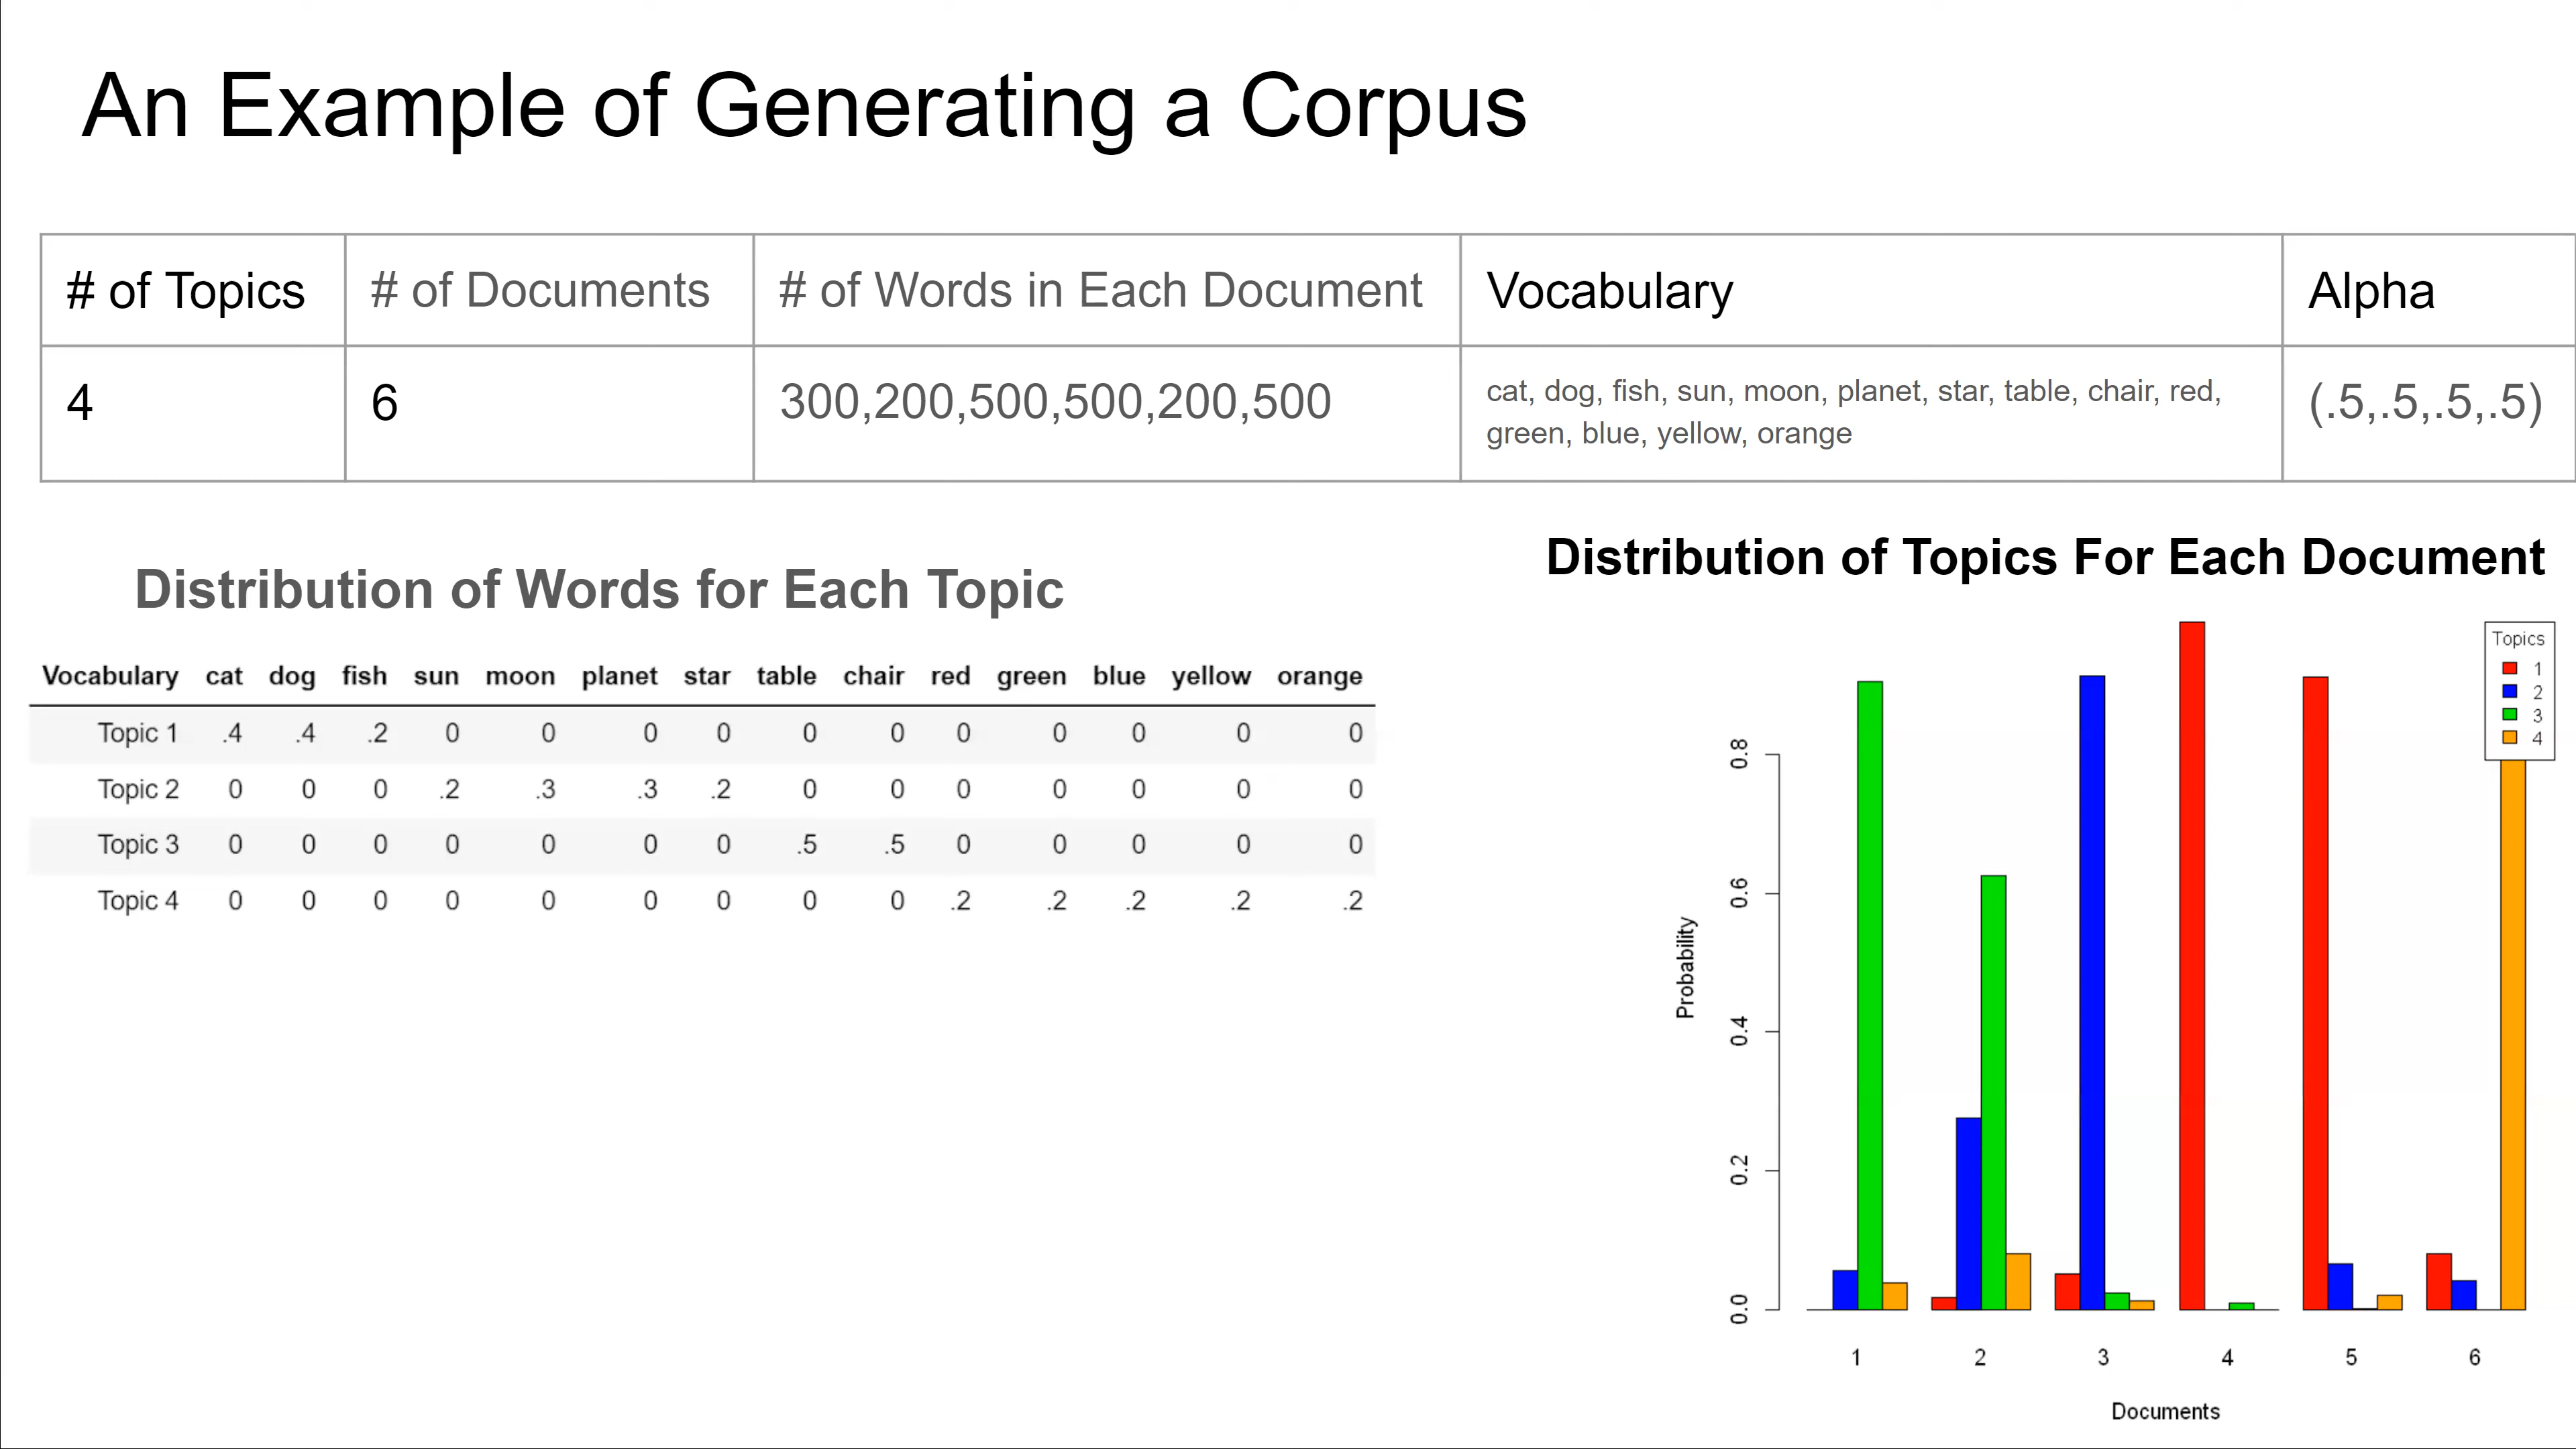 An Example of Generating a Corpus
# of Topics # of Documents # of Words in Each Document Vocabulary Alpha
4 6 300,200,500,500,200,500 cat, dog, fish, sun, moon, planet, star, table, chair, red, (.5,.5,.5,.5)
green, blue, yellow, orange
Distribution of Words for Each Topic
Vocabulary cat dog fish sun moon planet star table chair red green blue yellow orange
Topic 1 .4 .4 .2 0 0 0 0 0 0 0 0 0 0 0
Topic 2 0 0 0 .2 .3 .3 .2 0 0 0 0 0 0 0
Topic 3 0 0 0 0 0 0 0 .5 .5 0 0 0 0 0
Topic 4 0 0 0 0 0 0 0 0 0 .2 .2 .2 .2 .2
Distribution of Topics For Each Document
Topics
1
2
3
4
Probability
0.8
0.6
0.4
0.2
0.0
1 2 3 4 5 6
Documents